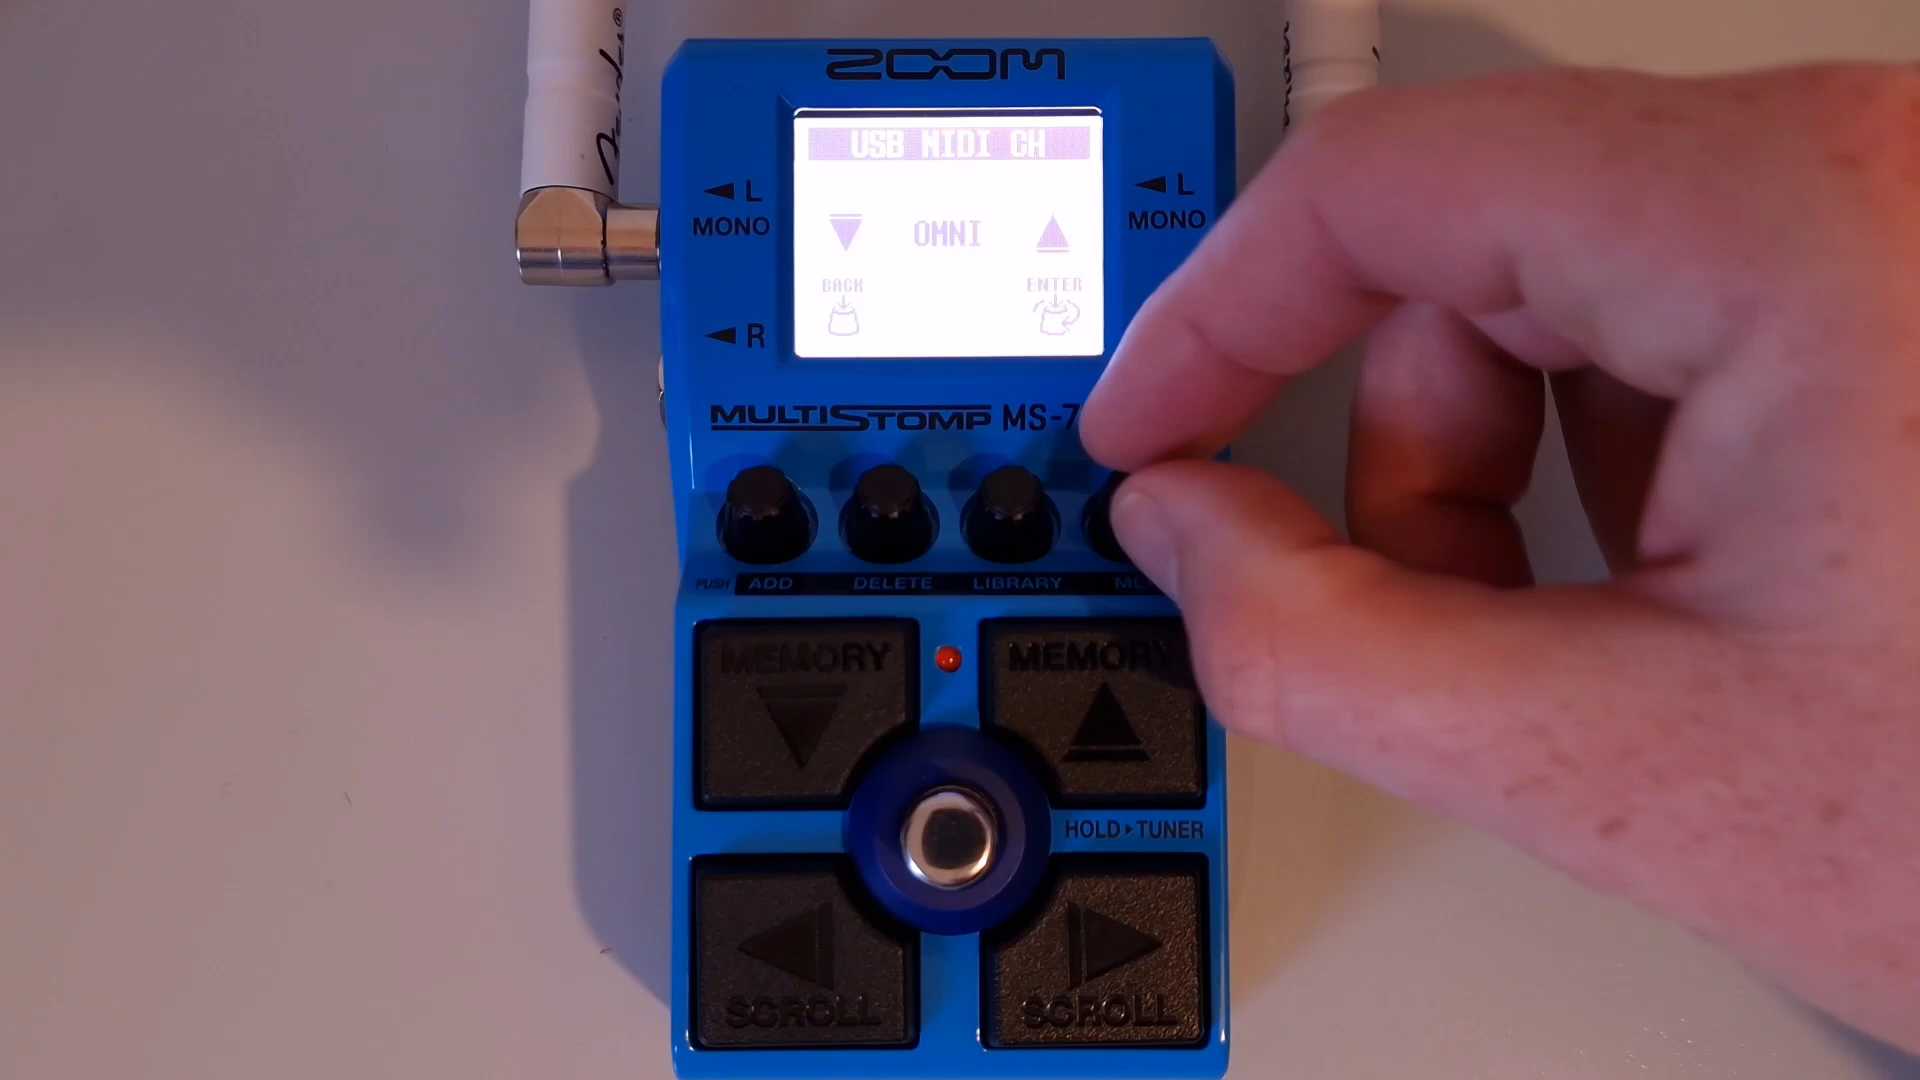 ZOOM
USB MIDI CH
L
MONO
L
MONO
OMNI
BACK
ENTER
R
MULTISTOMP MS-7
PUSH ADD DELETE LIBRARY ME
MEMORY
MEMORY
HOLD▸TUNER
SCROLL
SCROLL